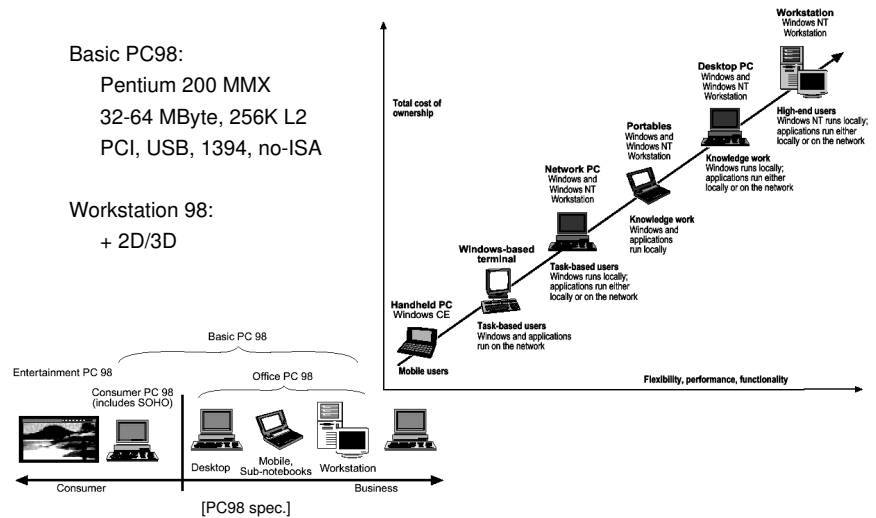 Basic PC98:
Pentium 200 MMX
32-64 MByte, 256K L2
PCI, USB, 1394, no-ISA
Workstation 98:
+ 2D/3D
Total cost of
ownership
Workstation
Windows NT
Workstation
High-end users
Windows NT runs locally;
applications run either
locally or on the network
Desktop PC
Windows and
Windows NT
Workstation
Knowledge work
Windows runs locally;
applications run either
locally or on the network
Portables
Windows and
Windows NT
Workstation
Knowledge work
Windows and
applications
run locally
Network PC
Windows and
Windows NT
Workstation
Task-based users
Windows runs locally;
applications run either
locally or on the network
Windows-based
terminal
Task-based users
Windows and applications
run on the network
Handheld PC
Windows CE
Mobile users
Flexibility, performance, functionality
Basic PC 98
Entertainment PC 98
Consumer PC 98
(includes SOHO)
Office PC 98
Desktop
Mobile,
Sub-notebooks
Workstation
Consumer
Business
[PC98 spec.]